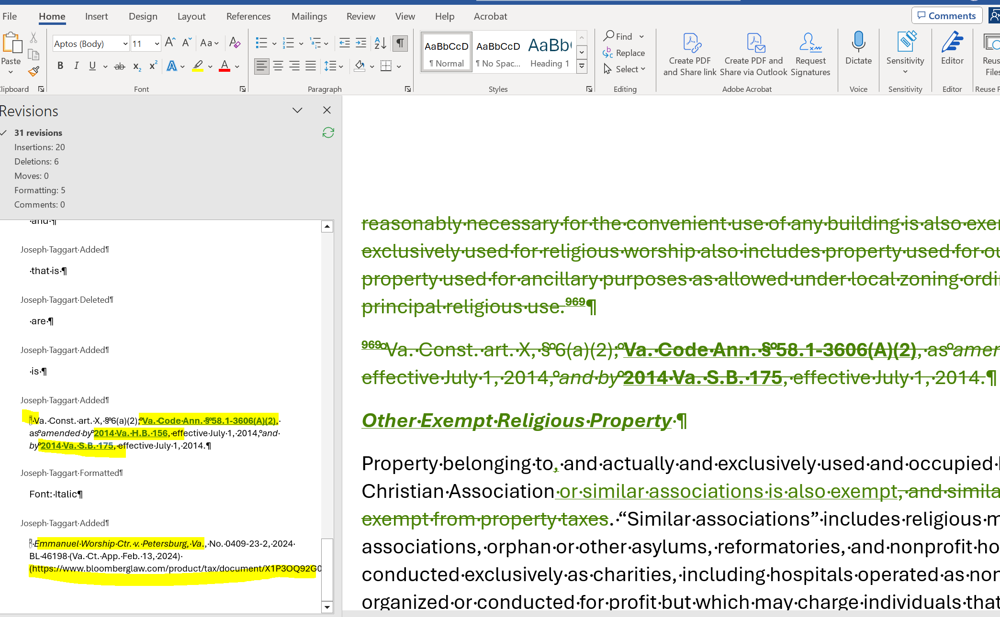 File Home Insert Design Layout References Mailings Review View Help Acrobat Comments
Aptos (Body) 11 Aa
Paste
B I U ab x2 x2 A A
AaBbCcD AaBbCcD AaBb(
¶ Normal ¶ No Spac... Heading 1
Find
Replace
Select
Create PDF and Share link
Create PDF and Share via Outlook
Request Signatures
Dictate
Sensitivity
Editor
Reus
Files
Clipboard Font Paragraph Styles Editing Adobe Acrobat Voice Sensitivity Editor Reuse F
Revisions
31 revisions
Insertions: 20
Deletions: 6
Moves: 0
Formatting: 5
Comments: 0
·and·¶
Joseph·Taggart·Added¶
·that·is·¶
Joseph·Taggart·Deleted¶
·are·¶
Joseph·Taggart·Added¶
·is·¶
Joseph·Taggart·Added¶
1·Va.·Const.·art.·X,·§°6(a)(2);°Va.·Code·Ann.·§°58.1-3606(A)(2),·
as°amended·by°2014·Va.·H.B.·156,·effective·July·1,·2014,°and·
by°2014·Va.·S.B.·175,·effective·July·1,·2014.¶
Joseph·Taggart·Formatted¶
Font:·Italic¶
Joseph·Taggart·Added¶
2·Emmanuel·Worship·Ctr.·v.·Petersburg,·Va.,·No.·0409-23-2,·2024·
BL·46198·(Va.·Ct.·App.·Feb.·13,·2024)·
(https://www.bloomberglaw.com/product/tax/document/X1P3OQ92G0
reasonably·necessary·for·the·convenient·use·of·any·building·is·also·exe
exclusively·used·for·religious·worship·also·includes·property·used·for·ou
property·used·for·ancillary·purposes·as·allowed·under·local·zoning·ordi
principal·religious·use.969¶
969°Va.·Const.·art.·X,·§°6(a)(2);°Va.·Code·Ann.·§°58.1-3606(A)(2),·as°amer
effective·July·1,·2014,°and·by°2014·Va.·S.B.·175,·effective·July·1,·2014.¶
Other·Exempt·Religious·Property·¶
Property·belonging·to,·and·actually·and·exclusively·used·and·occupied·
Christian·Association·or·similar·associations·is·also·exempt,·and·simila
exempt·from·property·taxes.·“Similar·associations”·includes·religious·m
associations,·orphan·or·other·asylums,·reformatories,·and·nonprofit·ho
conducted·exclusively·as·charities,·including·hospitals·operated·as·nor
organized·or·conducted·for·profit·but·which·may·charge·individuals·that